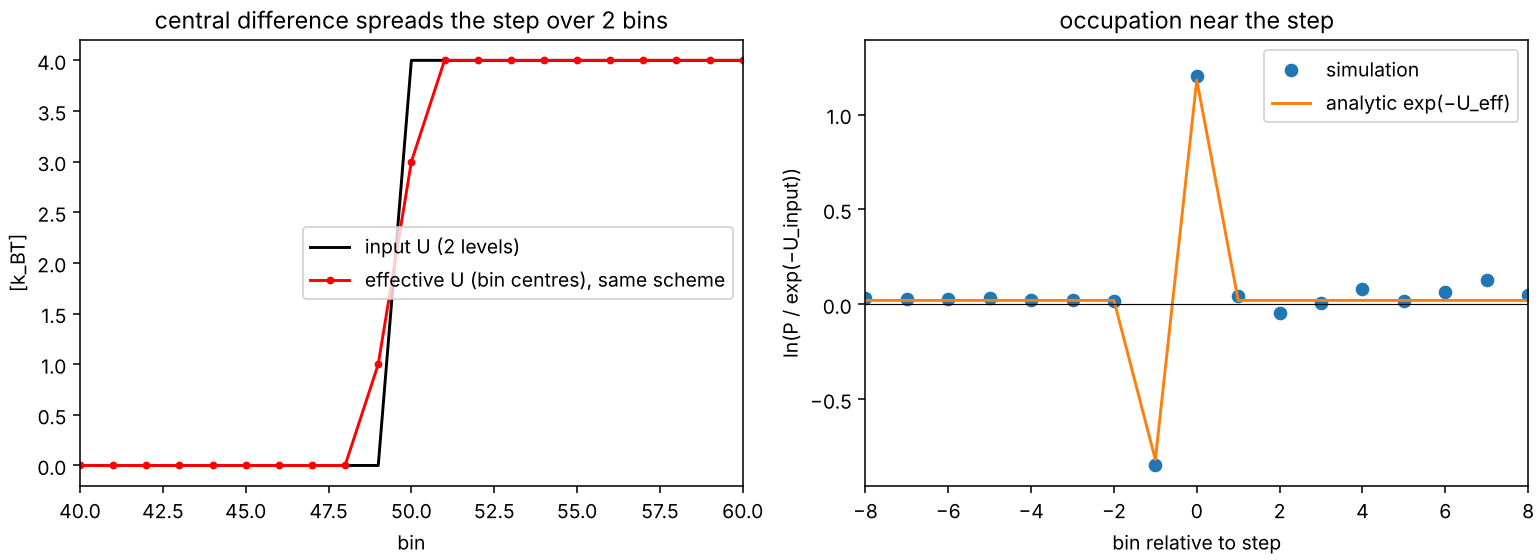 central difference spreads the step over 2 bins
[k_BT]
4.0
3.5
3.0
2.5
2.0
1.5
1.0
0.5
0.0
input U (2 levels)
effective U (bin centres), same scheme
40.0 42.5 45.0 47.5 50.0 52.5 55.0 57.5 60.0
bin
occupation near the step
ln(P / exp(−U_input))
1.0
0.5
0.0
−0.5
simulation
analytic exp(−U_eff)
−8 −6 −4 −2 0 2 4 6 8
bin relative to step